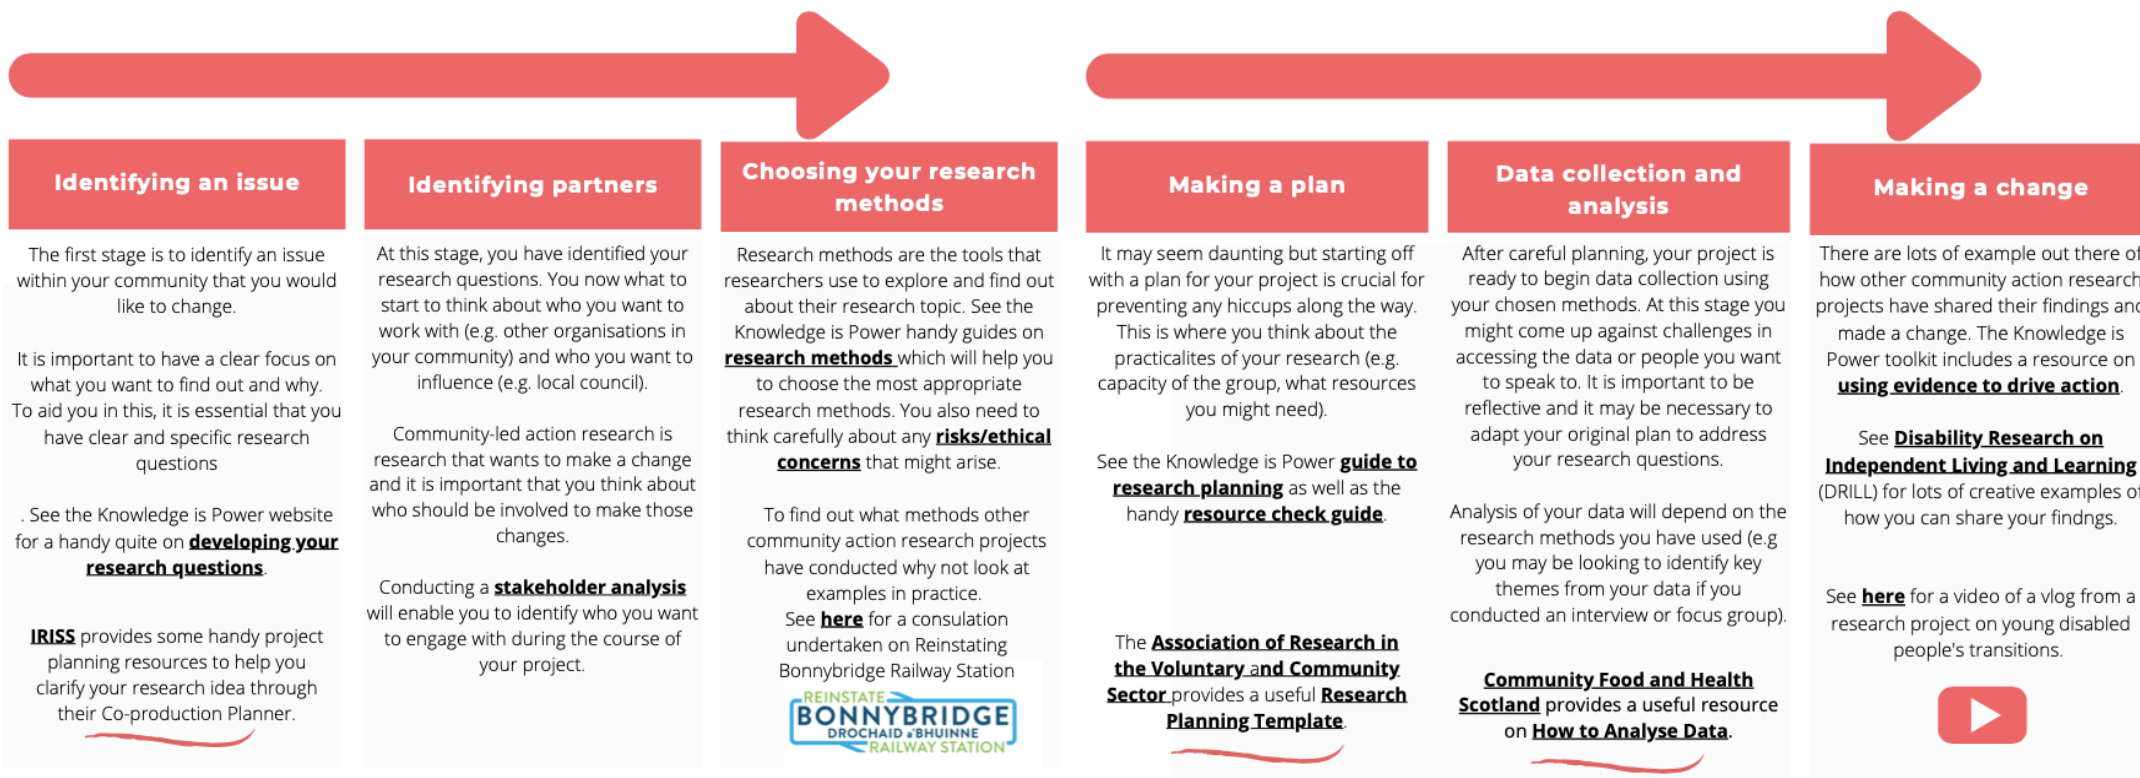 Identifying an issue
The first stage is to identify an issue
within your community that you would
like to change.
It is important to have a clear focus on
what you want to find out and why.
To aid you in this, it is essential that you
have clear and specific research
questions
. See the Knowledge is Power website
for a handy quite on developing your
research questions.
IRISS provides some handy project
planning resources to help you
clarify your research idea through
their Co-production Planner.
Identifying partners
At this stage, you have identified your
research questions. You now what to
start to think about who you want to
work with (e.g. other organisations in
your community) and who you want to
influence (e.g. local council).
Community-led action research is
research that wants to make a change
and it is important that you think about
who should be involved to make those
changes.
Conducting a stakeholder analysis
will enable you to identify who you want
to engage with during the course of
your project.
Choosing your research
methods
Research methods are the tools that
researchers use to explore and find out
about their research topic. See the
Knowledge is Power handy guides on
research methods which will help you
to choose the most appropriate
research methods. You also need to
think carefully about any risks/ethical
concerns that might arise.
To find out what methods other
community action research projects
have conducted why not look at
examples in practice.
See here for a consulation
undertaken on Reinstating
Bonnybridge Railway Station
REINSTATE
BONNYBRIDGE
DROCHAID a'BHUINNE
RAILWAY STATION
Making a plan
It may seem daunting but starting off
with a plan for your project is crucial for
preventing any hiccups along the way.
This is where you think about the
practicalites of your research (e.g.
capacity of the group, what resources
you might need).
See the Knowledge is Power guide to
research planning as well as the
handy resource check guide.
The Association of Research in
the Voluntary and Community
Sector provides a useful Research
Planning Template.
Data collection and
analysis
After careful planning, your project is
ready to begin data collection using
your chosen methods. At this stage you
might come up against challenges in
accessing the data or people you want
to speak to. It is important to be
reflective and it may be necessary to
adapt your original plan to address
your research questions.
Analysis of your data will depend on the
research methods you have used (e.g
you may be looking to identify key
themes from your data if you
conducted an interview or focus group).
Community Food and Health
Scotland provides a useful resource
on How to Analyse Data.
Making a change
There are lots of example out there of
how other community action research
projects have shared their findings and
made a change. The Knowledge is
Power toolkit includes a resource on
using evidence to drive action.
See Disability Research on
Independent Living and Learning
(DRILL) for lots of creative examples of
how you can share your findngs.
See here for a video of a vlog from a
research project on young disabled
people's transitions.